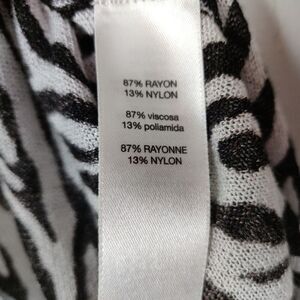 87% RAYON
13% NYLON
87% viscosa
13% poliamida
87% RAYONNE
13% NYLON